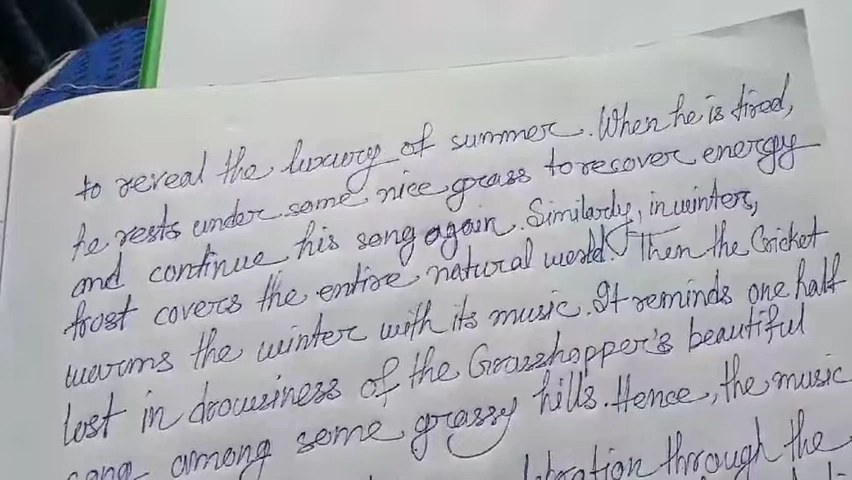 to reveal the luxury of summer. When he is tired,
he rests under some nice grass to recover energy
and continue his song again. Similarly, in winter,
frost covers the entire natural world. Then the Cricket
warms the winter with its music. It reminds one half
lost in drowsiness of the Grasshopper's beautiful
song among some grassy hills. Hence, the music
through the